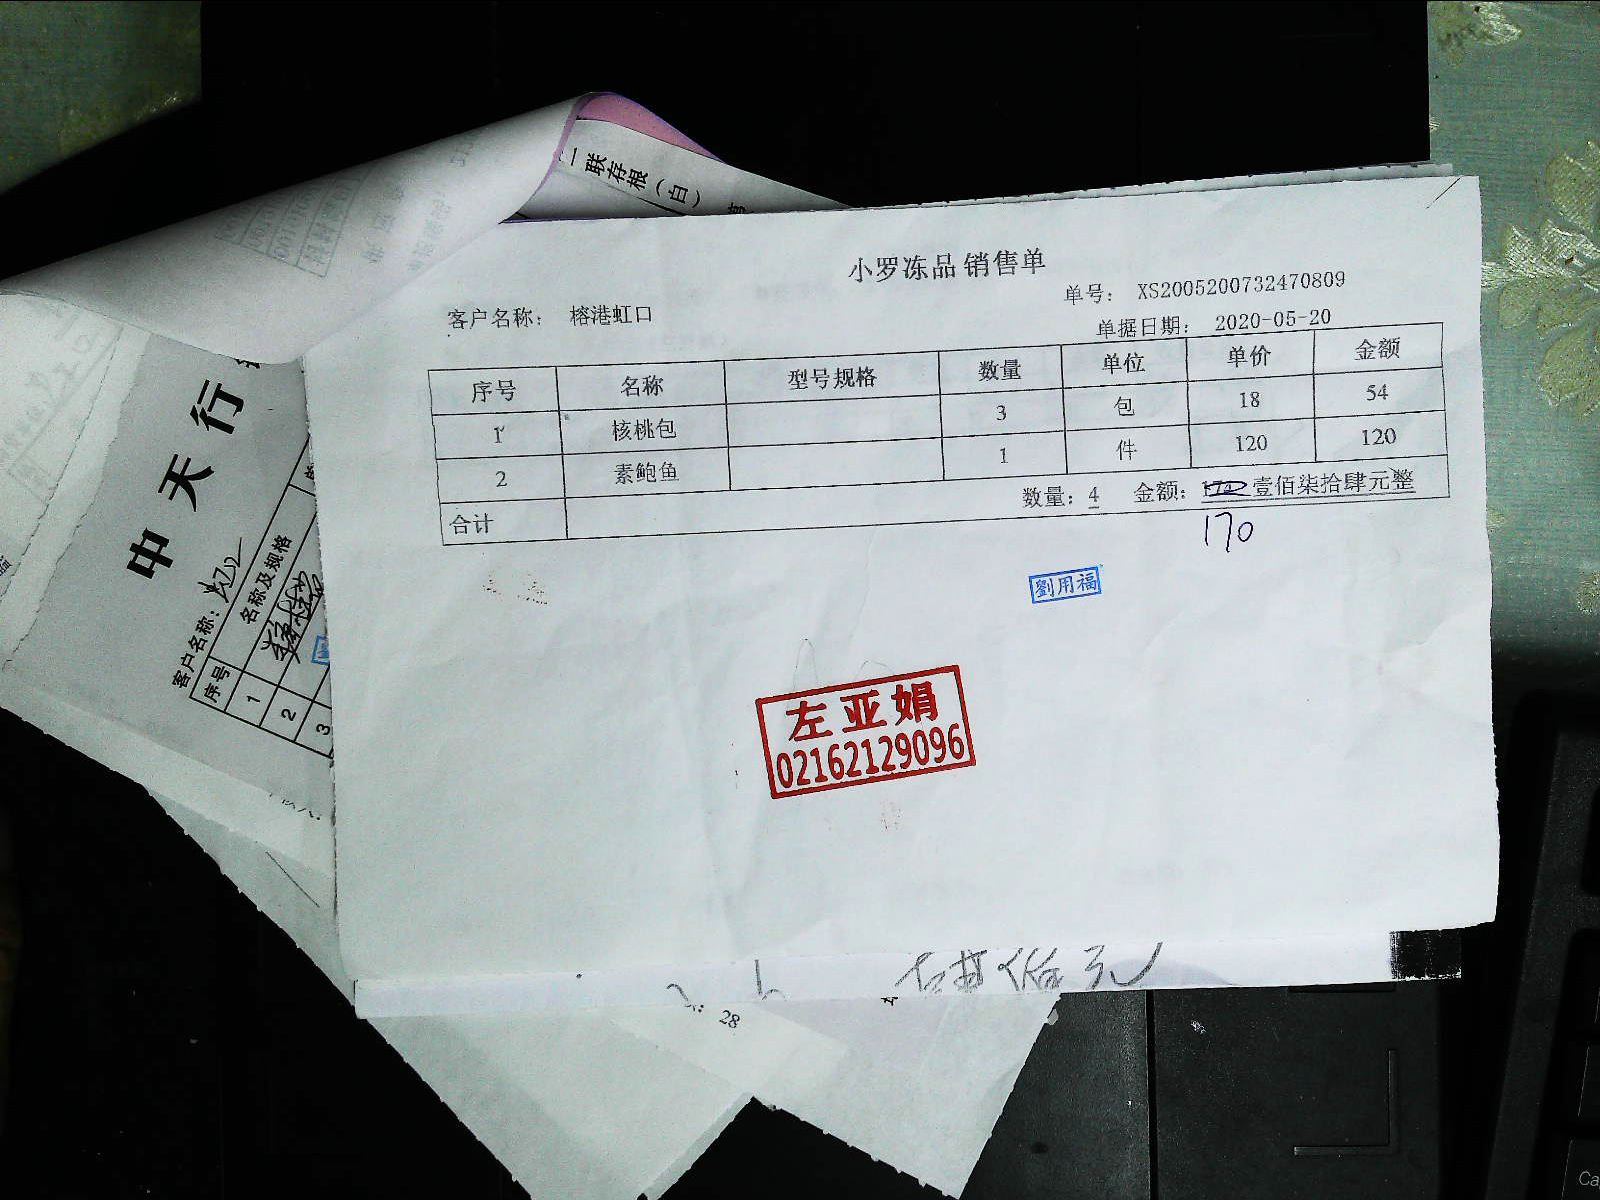 小罗冻品 销售单
单号： XS2005200732470809
客户名称： 榕港虹口
单据日期： 2020-05-20
序号 名称 型号规格 数量 单位 单价 金额
1 核桃包 3 包 18 54
2 素鲍鱼 1 件 120 120
合计 数量：4 金额： 壹佰柒拾肆元整
170
劉用福
左亚娟
02162129096
一联存根（白）
中天行
客户名称：
序号 名称及规格
1
2
3
28